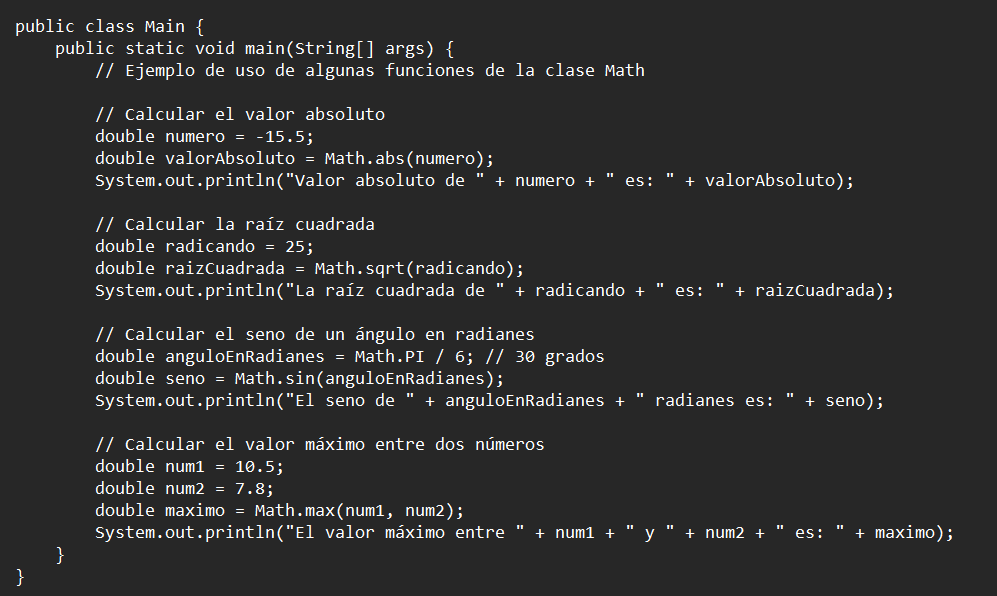 public class Main {
    public static void main(String[] args) {
        // Ejemplo de uso de algunas funciones de la clase Math

        // Calcular el valor absoluto
        double numero = -15.5;
        double valorAbsoluto = Math.abs(numero);
        System.out.println("Valor absoluto de " + numero + " es: " + valorAbsoluto);

        // Calcular la raíz cuadrada
        double radicando = 25;
        double raizCuadrada = Math.sqrt(radicando);
        System.out.println("La raíz cuadrada de " + radicando + " es: " + raizCuadrada);

        // Calcular el seno de un ángulo en radianes
        double anguloEnRadianes = Math.PI / 6; // 30 grados
        double seno = Math.sin(anguloEnRadianes);
        System.out.println("El seno de " + anguloEnRadianes + " radianes es: " + seno);

        // Calcular el valor máximo entre dos números
        double num1 = 10.5;
        double num2 = 7.8;
        double maximo = Math.max(num1, num2);
        System.out.println("El valor máximo entre " + num1 + " y " + num2 + " es: " + maximo);
    }
}